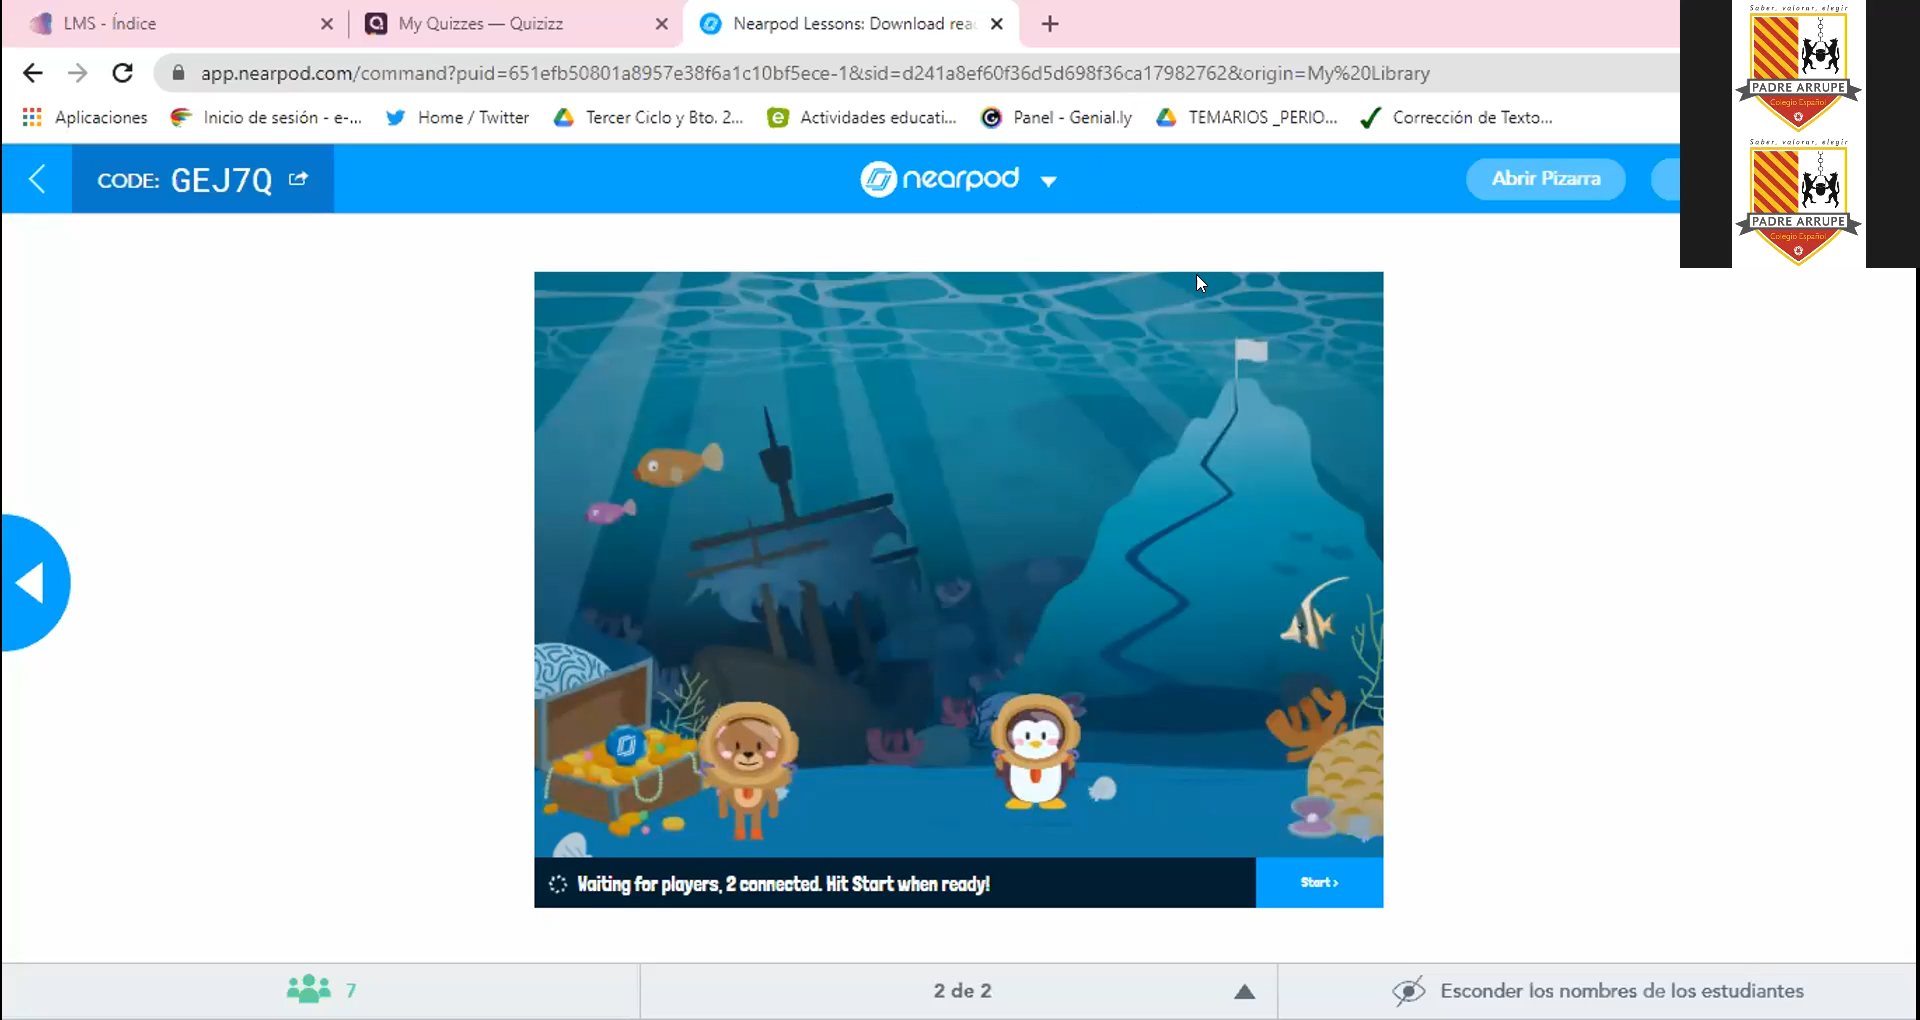 LMS - Índice
My Quizzes — Quizizz
Nearpod Lessons: Download rea
app.nearpod.com/command?puid=651efb50801a8957e38f6a1c10bf5ece-1&sid=d241a8ef60f36d5d698f36ca17982762&origin=My%20Library
Aplicaciones
Inicio de sesión - e-...
Home / Twitter
Tercer Ciclo y Bto. 2...
Actividades educati...
Panel - Genial.ly
TEMARIOS _PERIO...
Corrección de Texto...
Saber, valorar, elegir
PADRE ARRUPE
Colegio Español
Saber, valorar, elegir
PADRE ARRUPE
Colegio Español
CODE: GEJ7Q
nearpod
Abrir Pizarra
Waiting for players, 2 connected. Hit Start when ready!
Start >
7
2 de 2
Esconder los nombres de los estudiantes